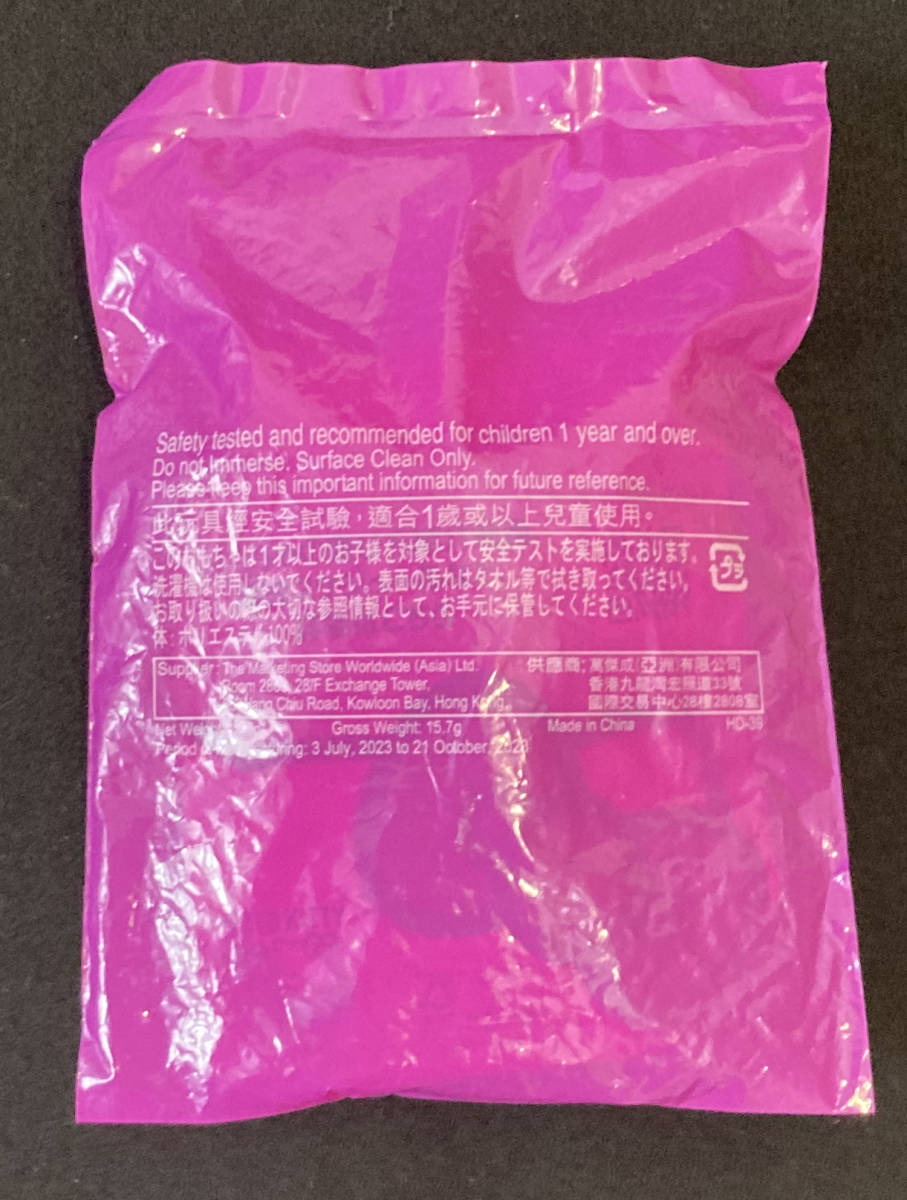 Safety tested and recommended for children 1 year and over.
Do not Immerse. Surface Clean Only.
Please keep this important information for future reference.
此玩具經安全試驗，適合1歲或以上兒童使用。
このおもちゃは1才以上のお子様を対象として安全テストを実施しております。
洗濯機は使用しないでください。表面の汚れはタオル等で拭き取ってください。
お取り扱いの際の大切な参照情報として、お手元に保管してください。
プラ
体：ポリエステル100%
Supplier: The Marketing Store Worldwide (Asia) Ltd.
Room 2808, 28/F Exchange Tower,
Chiu Road, Kowloon Bay, Hong Kong.
供應商：萬傑成(亞洲)有限公司
香港九龍灣宏照道33號
國際交易中心28樓2808室
Net Weight
Gross Weight: 15.7g
Made in China
HD-39
Period 3 July, 2023 to 21 October, 2023